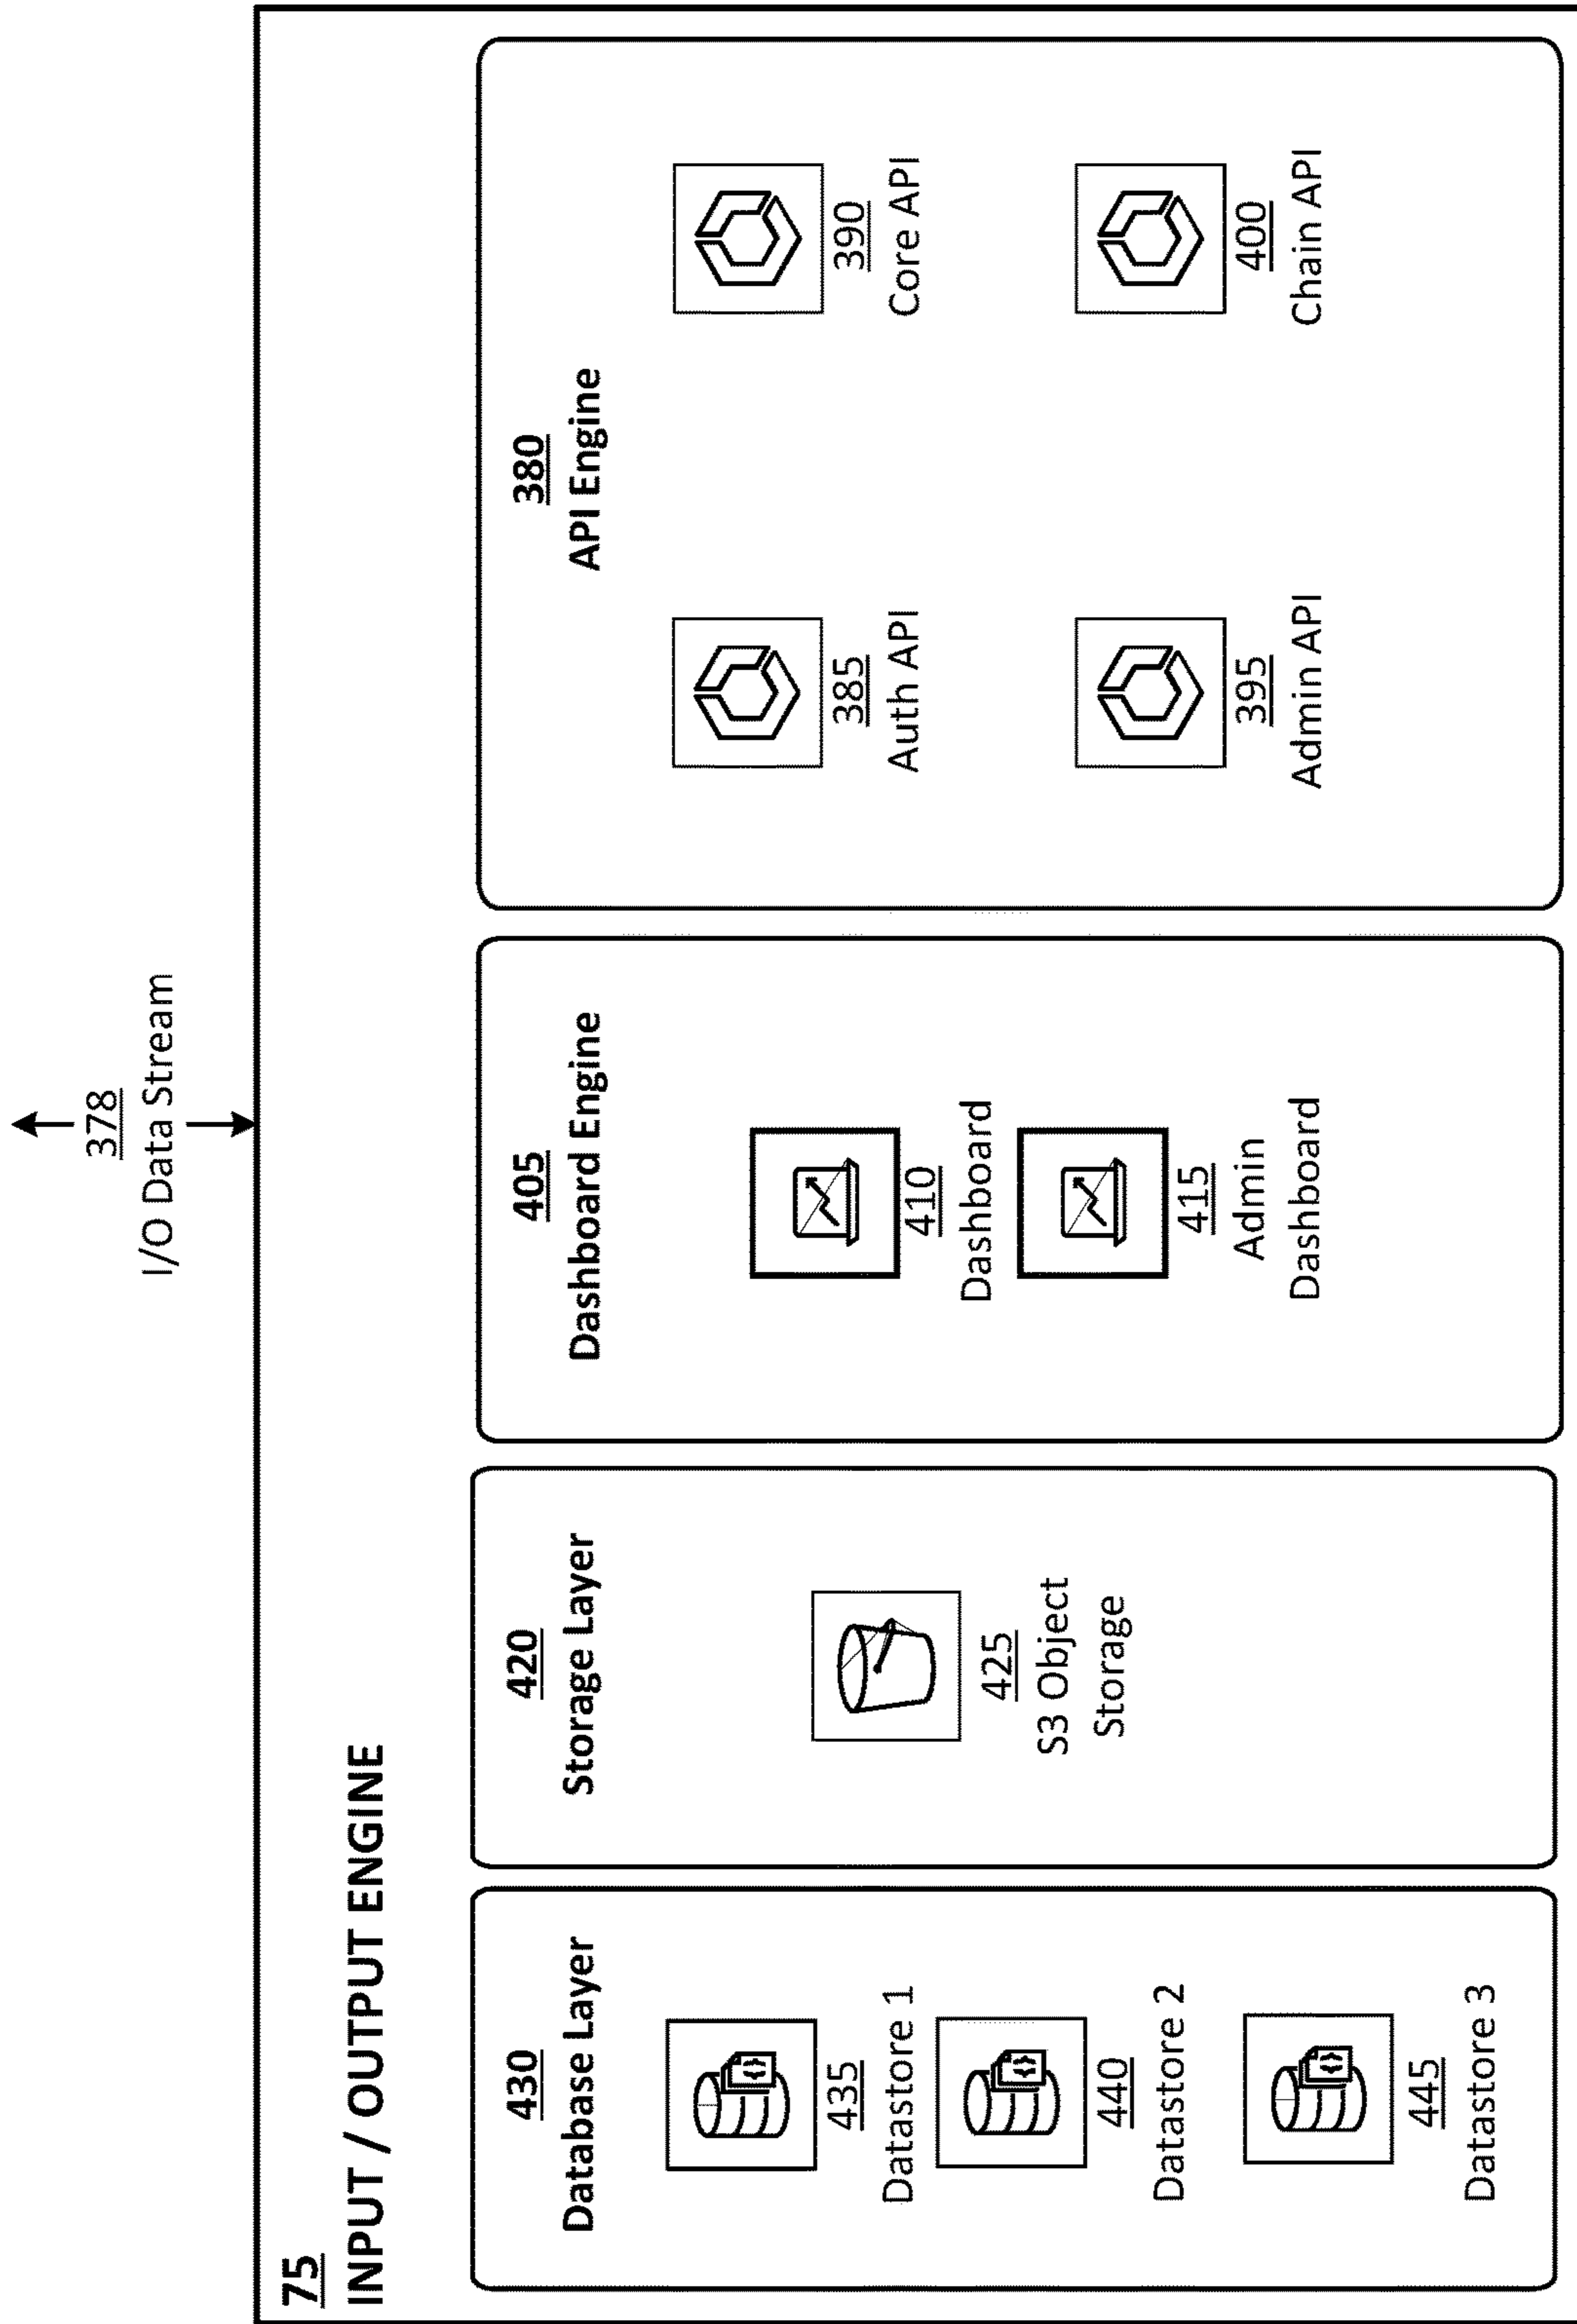 378
I/O Data Stream
75
INPUT / OUTPUT ENGINE
430
Database Layer
435
Datastore 1
440
Datastore 2
445
Datastore 3
420
Storage Layer
425
S3 Object
Storage
405
Dashboard Engine
410
Dashboard
415
Admin
Dashboard
380
API Engine
385
Auth API
390
Core API
395
Admin API
400
Chain API